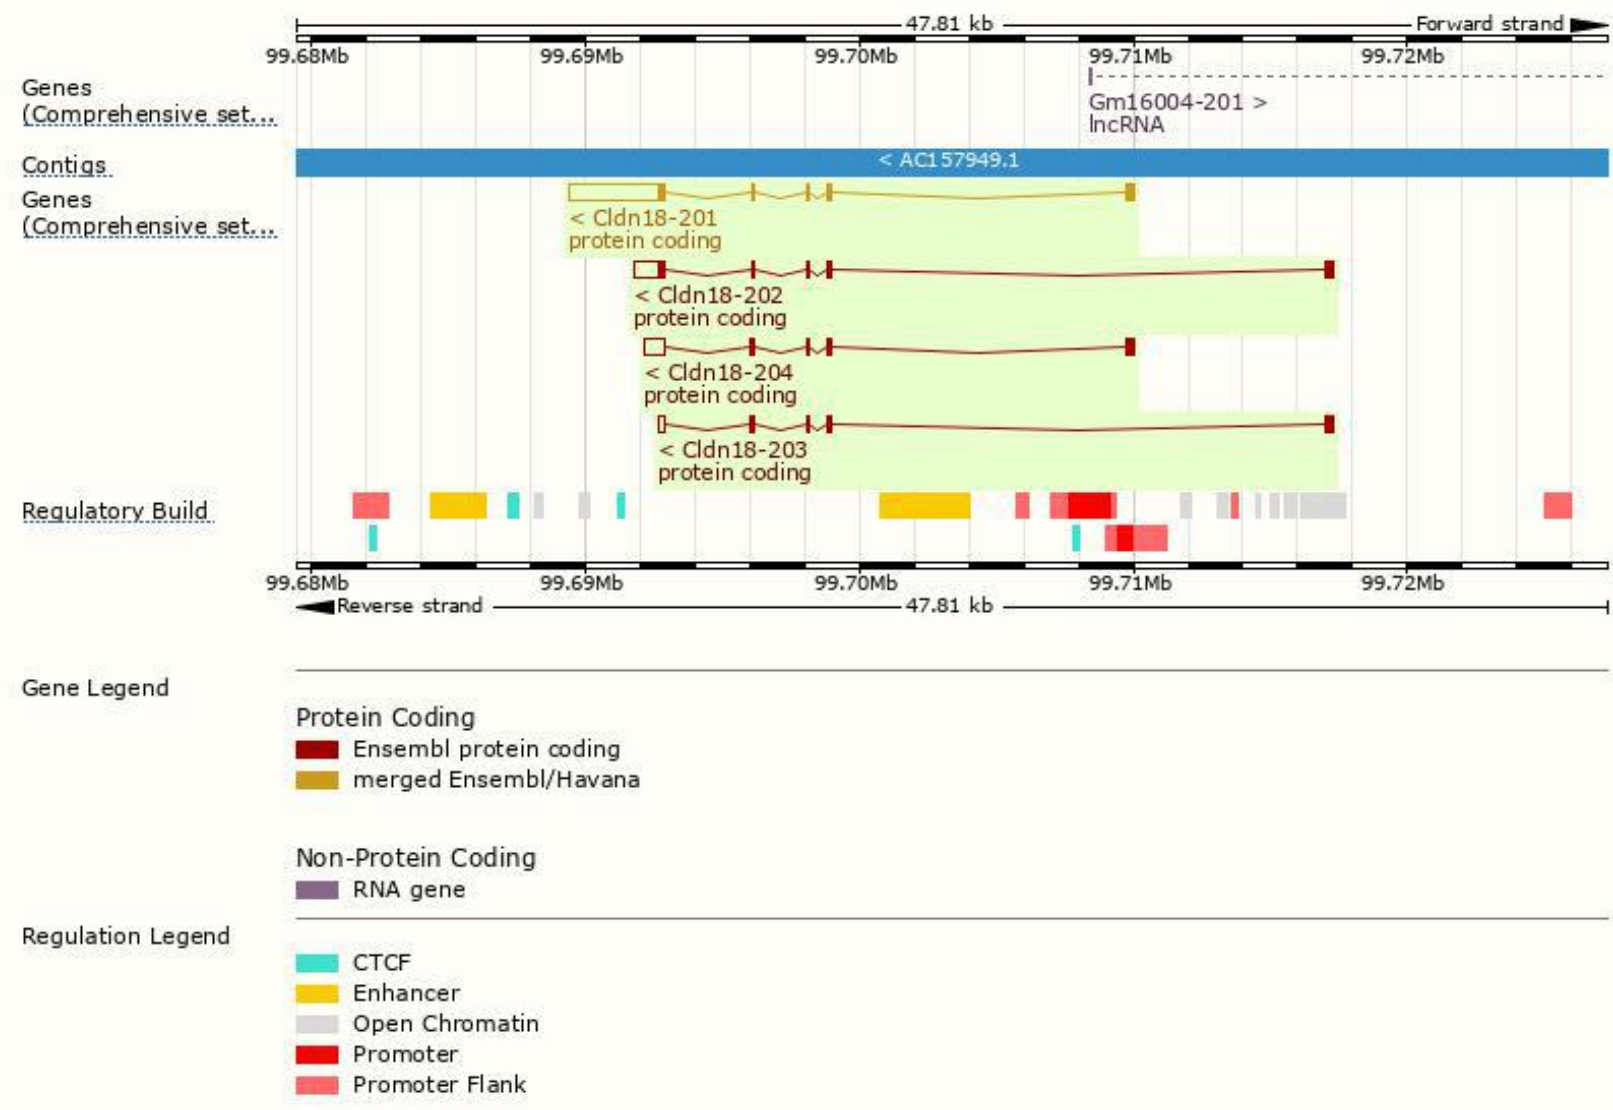 47.81 kb Forward strand
99.68Mb 99.69Mb 99.70Mb 99.71Mb 99.72Mb
Genes
(Comprehensive set...
Gm16004-201 >
lncRNA
Contigs
< AC157949.1
Genes
(Comprehensive set...
< Cldn18-201
protein coding
< Cldn18-202
protein coding
< Cldn18-204
protein coding
< Cldn18-203
protein coding
Regulatory Build
99.68Mb 99.69Mb 99.70Mb 99.71Mb 99.72Mb
Reverse strand 47.81 kb
Gene Legend
Protein Coding
Ensembl protein coding
merged Ensembl/Havana
Non-Protein Coding
RNA gene
Regulation Legend
CTCF
Enhancer
Open Chromatin
Promoter
Promoter Flank